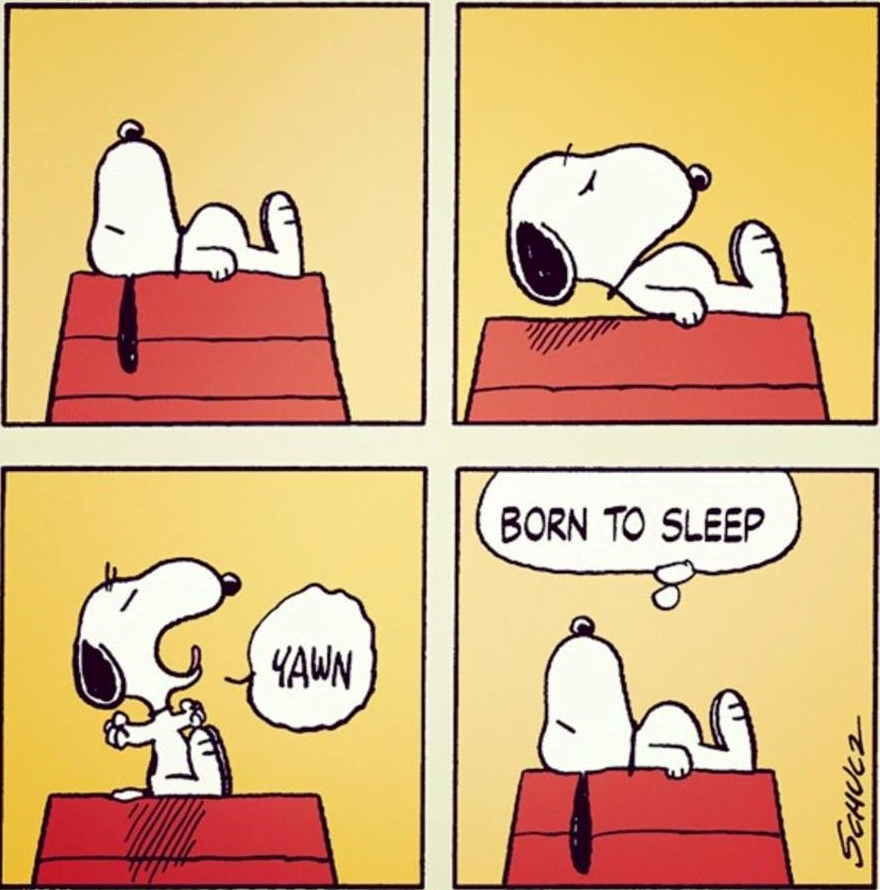 YAWN
BORN TO SLEEP
SCHULZ